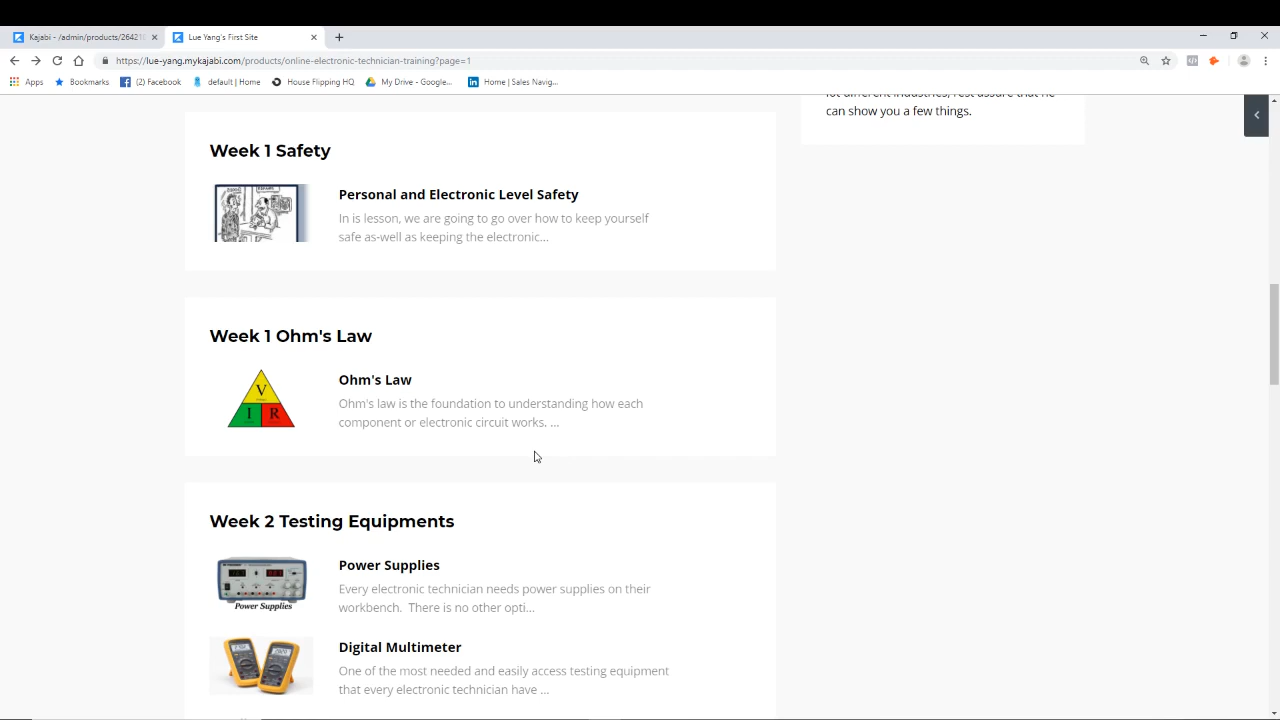 Kajabi - /admin/products/26421
Lue Yang's First Site
https://lue-yang.mykajabi.com/products/online-electronic-technician-training?page=1
Apps
Bookmarks
(2) Facebook
default | Home
House Flipping HQ
My Drive - Google...
Home | Sales Navig...
can show you a few things.
Week 1 Safety
Personal and Electronic Level Safety
In is lesson, we are going to go over how to keep yourself
safe as-well as keeping the electronic...
Week 1 Ohm's Law
V
I R
Ohm's Law
Ohm's law is the foundation to understanding how each
component or electronic circuit works. ...
Week 2 Testing Equipments
Power Supplies
Power Supplies
Every electronic technician needs power supplies on their
workbench. There is no other opti...
Digital Multimeter
One of the most needed and easily access testing equipment
that every electronic technician have ...